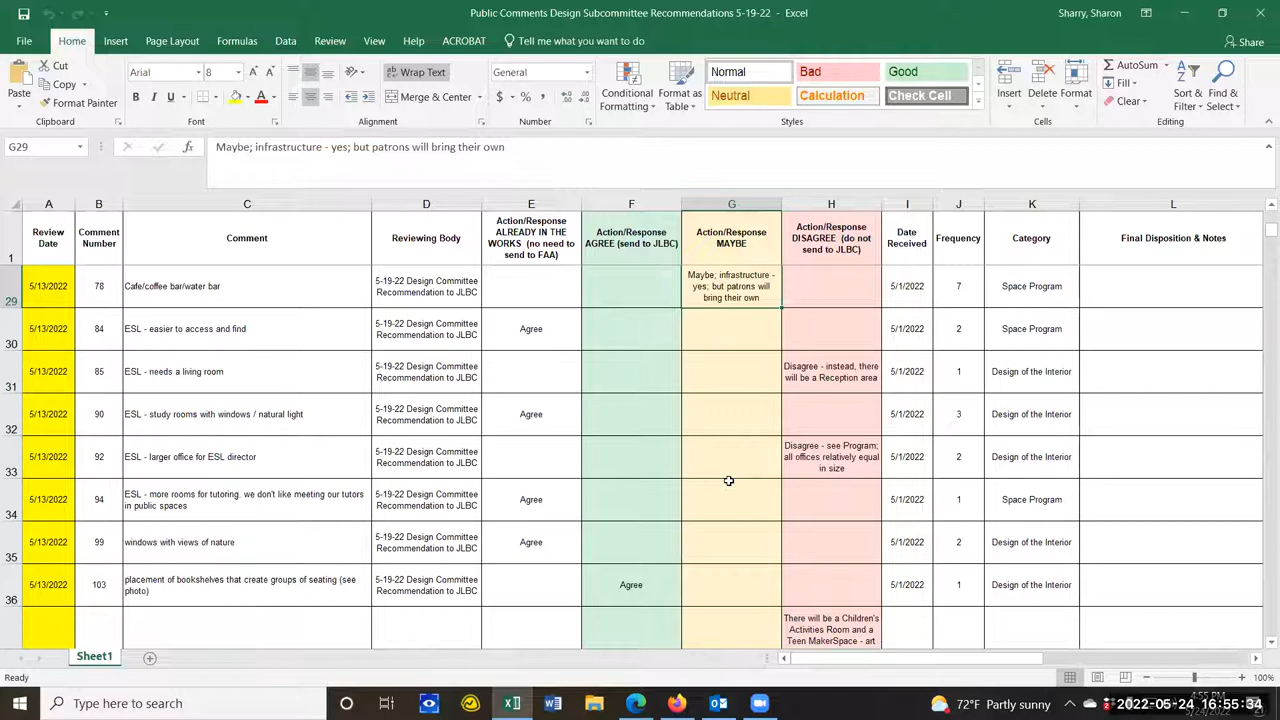 Public Comments Design Subcommittee Recommendations 5-19-22 - Excel
Sharry, Sharon
File Home Insert Page Layout Formulas Data Review View Help ACROBAT Tell me what you want to do Share
Paste
Cut
Copy
Format Painter
Clipboard
Arial 8
B I U
Font
Wrap Text
Merge & Center
Alignment
General
$ % ,
Number
Conditional Formatting
Format as Table
Normal Bad Good
Neutral Calculation Check Cell
Styles
Insert Delete Format
Cells
AutoSum
Fill
Clear
Sort & Filter
Find & Select
Editing
G29 fx Maybe; infrastructure - yes; but patrons will bring their own
A B C D E F G H I J K L
1 Review Date
Comment Number
Comment
Reviewing Body
Action/Response ALREADY IN THE WORKS (no need to send to FAA)
Action/Response AGREE (send to JLBC)
Action/Response MAYBE
Action/Response DISAGREE (do not send to JLBC)
Date Received
Frequency
Category
Final Disposition & Notes
29 5/13/2022 78 Cafe/coffee bar/water bar 5-19-22 Design Committee Recommendation to JLBC Maybe; infrastructure - yes; but patrons will bring their own 5/1/2022 7 Space Program
30 5/13/2022 84 ESL - easier to access and find 5-19-22 Design Committee Recommendation to JLBC Agree 5/1/2022 2 Space Program
31 5/13/2022 85 ESL - needs a living room 5-19-22 Design Committee Recommendation to JLBC Disagree - instead, there will be a Reception area 5/1/2022 1 Design of the Interior
32 5/13/2022 90 ESL - study rooms with windows / natural light 5-19-22 Design Committee Recommendation to JLBC Agree 5/1/2022 3 Design of the Interior
33 5/13/2022 92 ESL - larger office for ESL director 5-19-22 Design Committee Recommendation to JLBC Disagree - see Program; all offices relatively equal in size 5/1/2022 2 Design of the Interior
34 5/13/2022 94 ESL - more rooms for tutoring. we don't like meeting our tutors in public spaces 5-19-22 Design Committee Recommendation to JLBC Agree 5/1/2022 1 Space Program
35 5/13/2022 99 windows with views of nature 5-19-22 Design Committee Recommendation to JLBC Agree 5/1/2022 2 Design of the Interior
36 5/13/2022 103 placement of bookshelves that create groups of seating (see photo) 5-19-22 Design Committee Recommendation to JLBC Agree 5/1/2022 1 Design of the Interior
There will be a Children's Activities Room and a Teen MakerSpace - art
Sheet1
Ready
100%
Type here to search
72°F Partly sunny
4:55 PM
2022-05-24 16:55:34